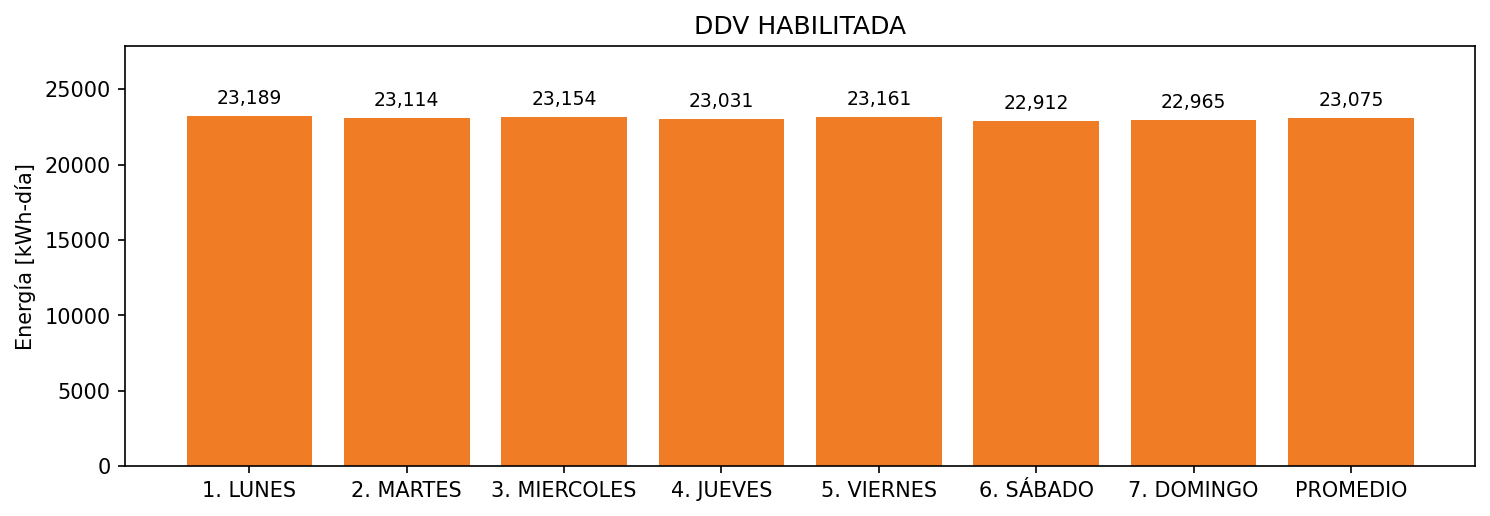 DDV HABILITADA
Energía [kWh-día]
25000
20000
15000
10000
5000
0
23,189
23,114
23,154
23,031
23,161
22,912
22,965
23,075
1. LUNES
2. MARTES
3. MIERCOLES
4. JUEVES
5. VIERNES
6. SÁBADO
7. DOMINGO
PROMEDIO